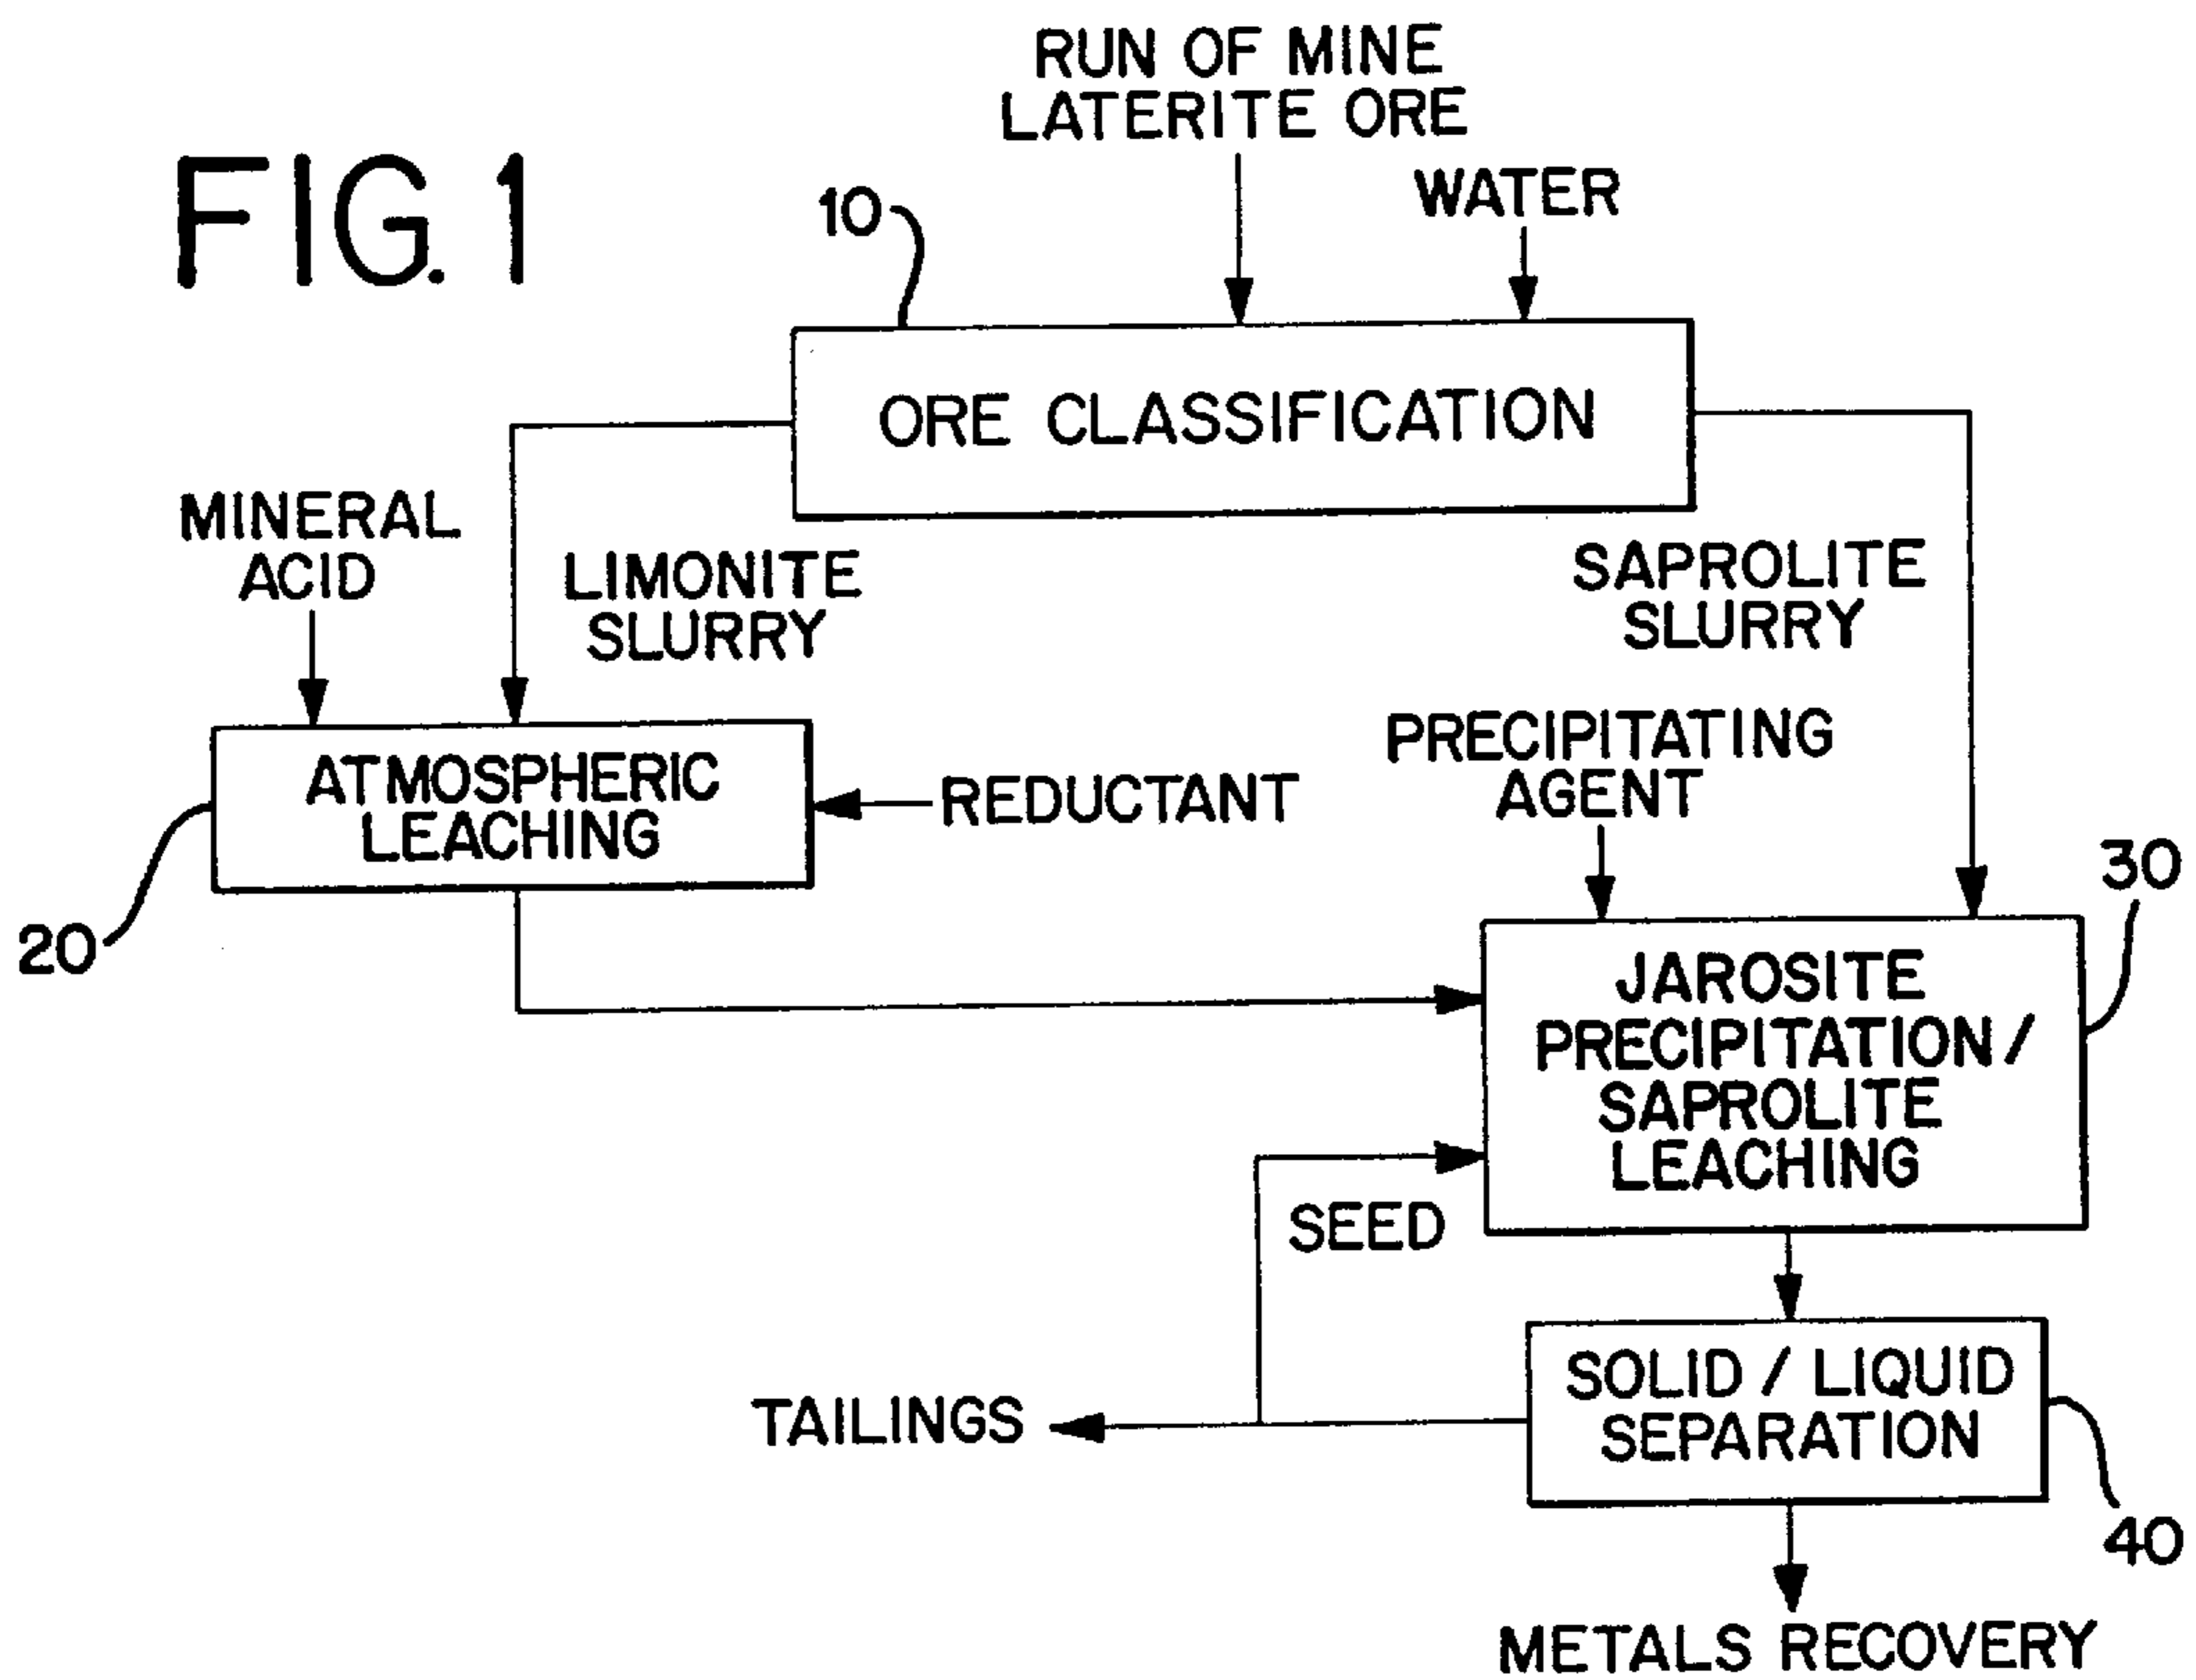 FIG. 1
RUN OF MINE
LATERITE ORE
WATER
10
ORE CLASSIFICATION
MINERAL
ACID
LIMONITE
SLURRY
SAPROLITE
SLURRY
ATMOSPHERIC
LEACHING
REDUCTANT
PRECIPITATING
AGENT
20
30
JAROSITE
PRECIPITATION /
SAPROLITE
LEACHING
SEED
SOLID / LIQUID
SEPARATION
TAILINGS
40
METALS RECOVERY